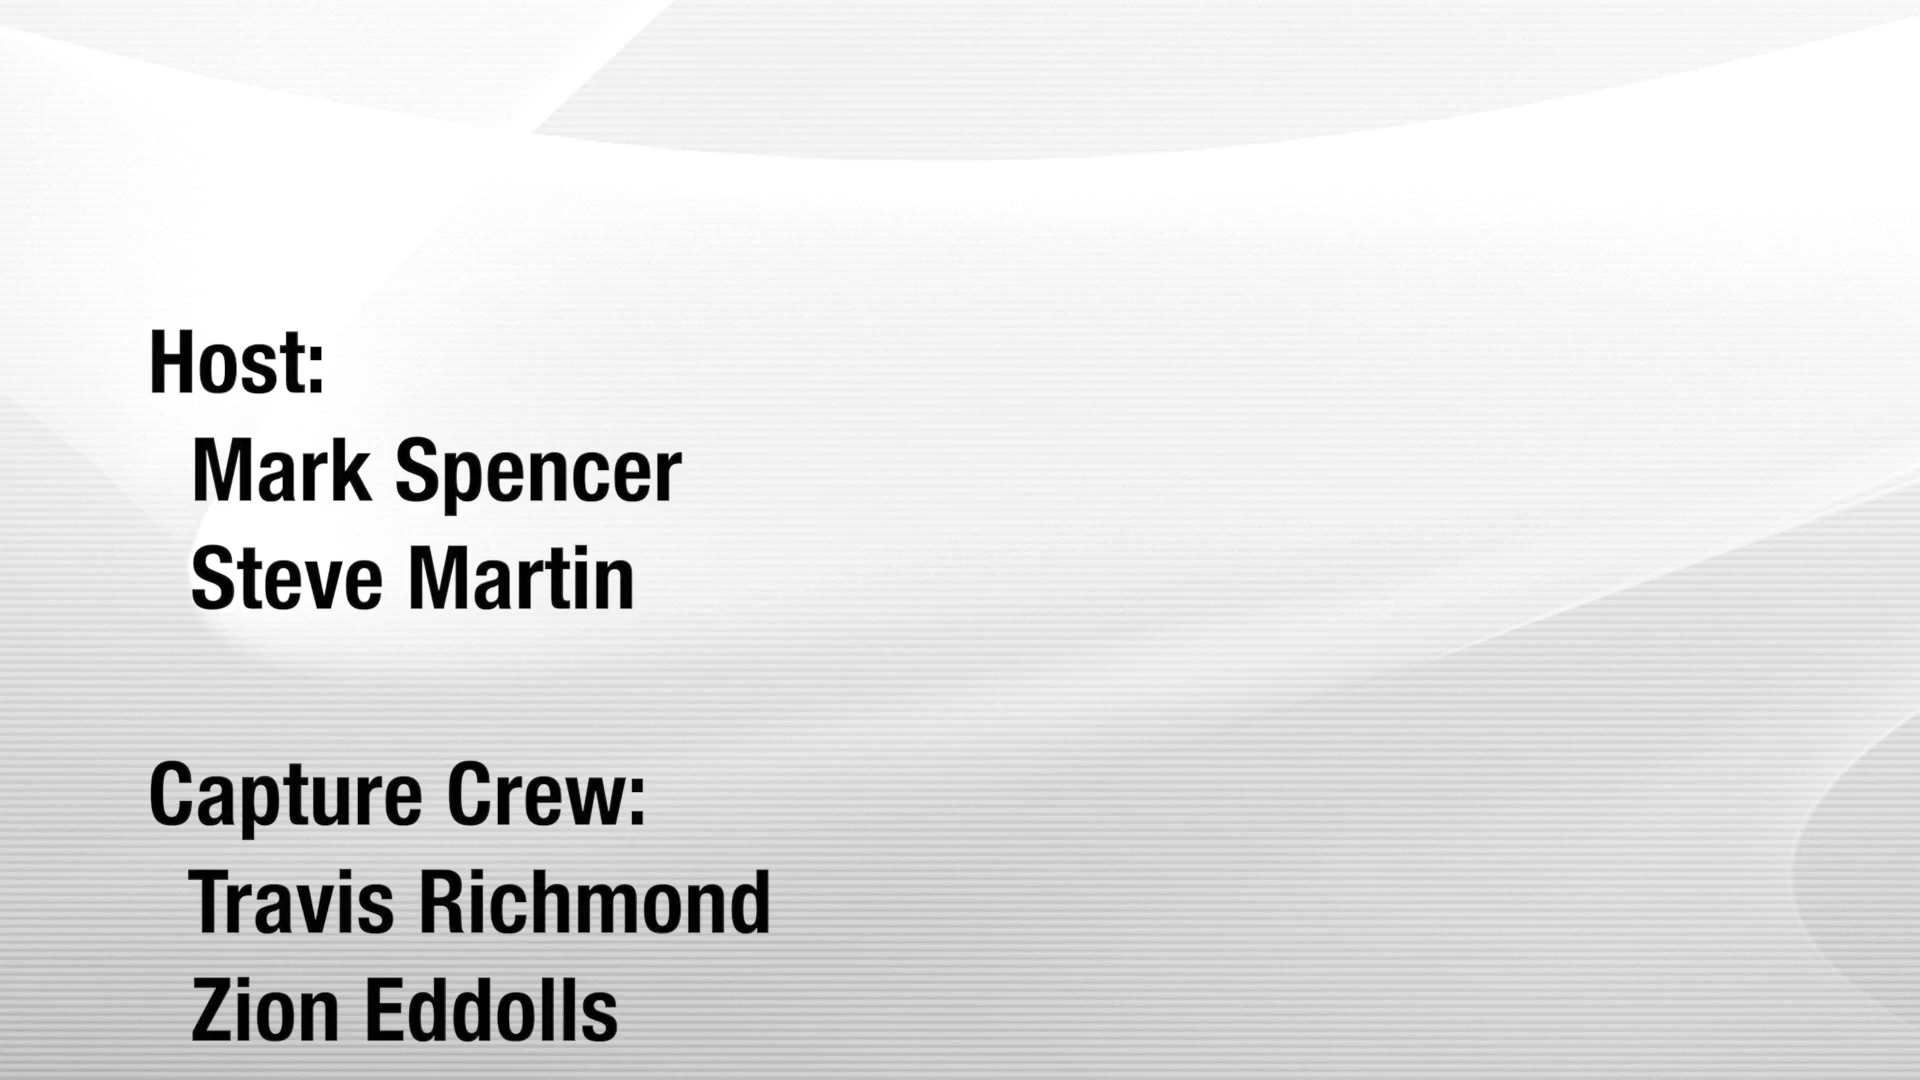 Host:
Mark Spencer
Steve Martin
Capture Crew:
Travis Richmond
Zion Eddolls